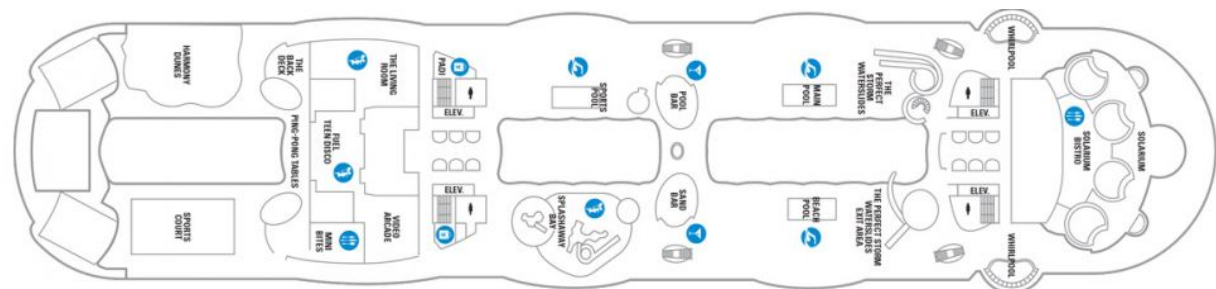 HARMONY
DUNES
THE
BACK
DECK
THE LIVING
ROOM
PADI
ELEV.
SPORTS
POOL
POOL
BAR
MAIN
POOL
THE
PERFECT
STORM
WATERSLIDES
ELEV.
WHIRLPOOL
PING-PONG TABLES
FUEL
TEEN DISCO
SOLARIUM
BISTRO
SOLARIUM
SPORTS
COURT
MINI
BITES
VIDEO
ARCADE
ELEV.
SPLASHAWAY
BAY
SAND
BAR
BEACH
POOL
THE PERFECT STORM
WATERSLIDES
EXIT AREA
ELEV.
WHIRLPOOL